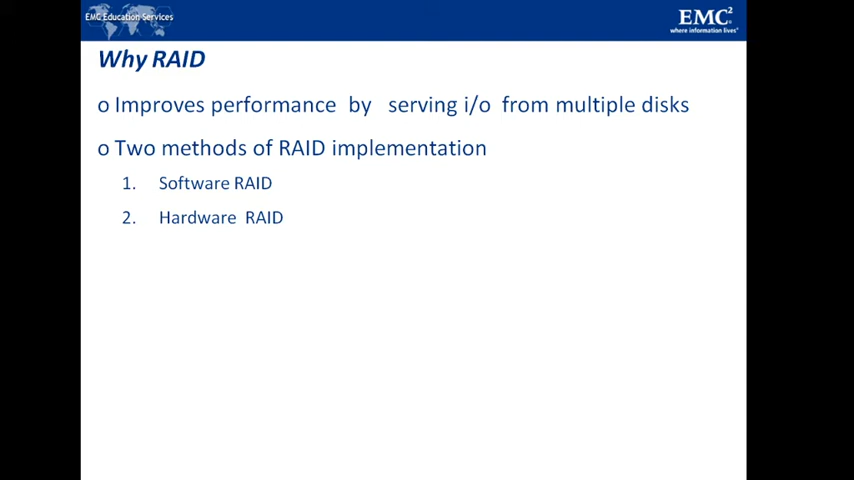 EMC Education Services
EMC²
where information lives®
Why RAID
o Improves performance by serving i/o from multiple disks
o Two methods of RAID implementation
1. Software RAID
2. Hardware RAID